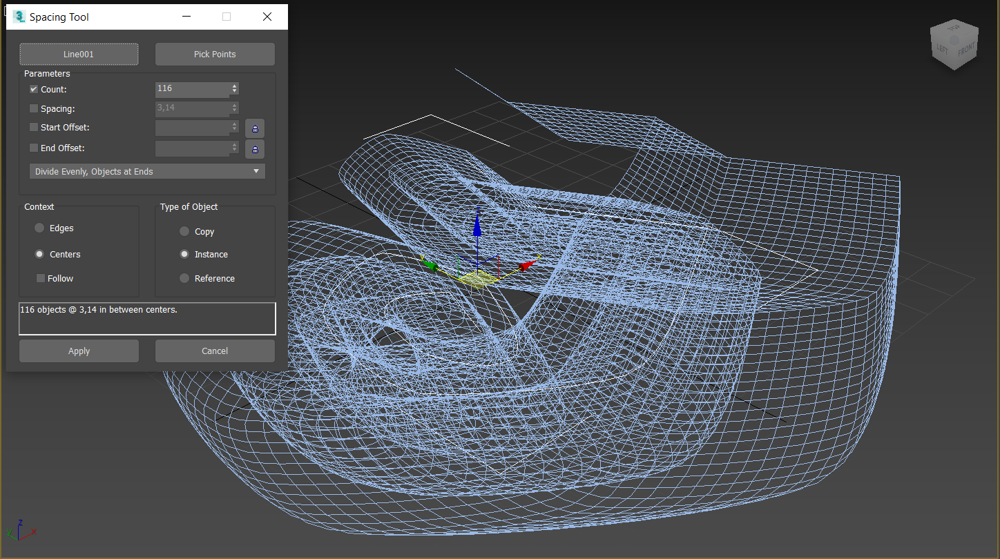 Spacing Tool
Line001
Pick Points
Parameters
Count:
116
Spacing:
3,14
Start Offset:
End Offset:
Divide Evenly, Objects at Ends
Context
Type of Object
Edges
Copy
Centers
Instance
Follow
Reference
116 objects @ 3,14 in between centers.
Apply
Cancel
TOP
LEFT
FRONT
z
x
y
z
x
y